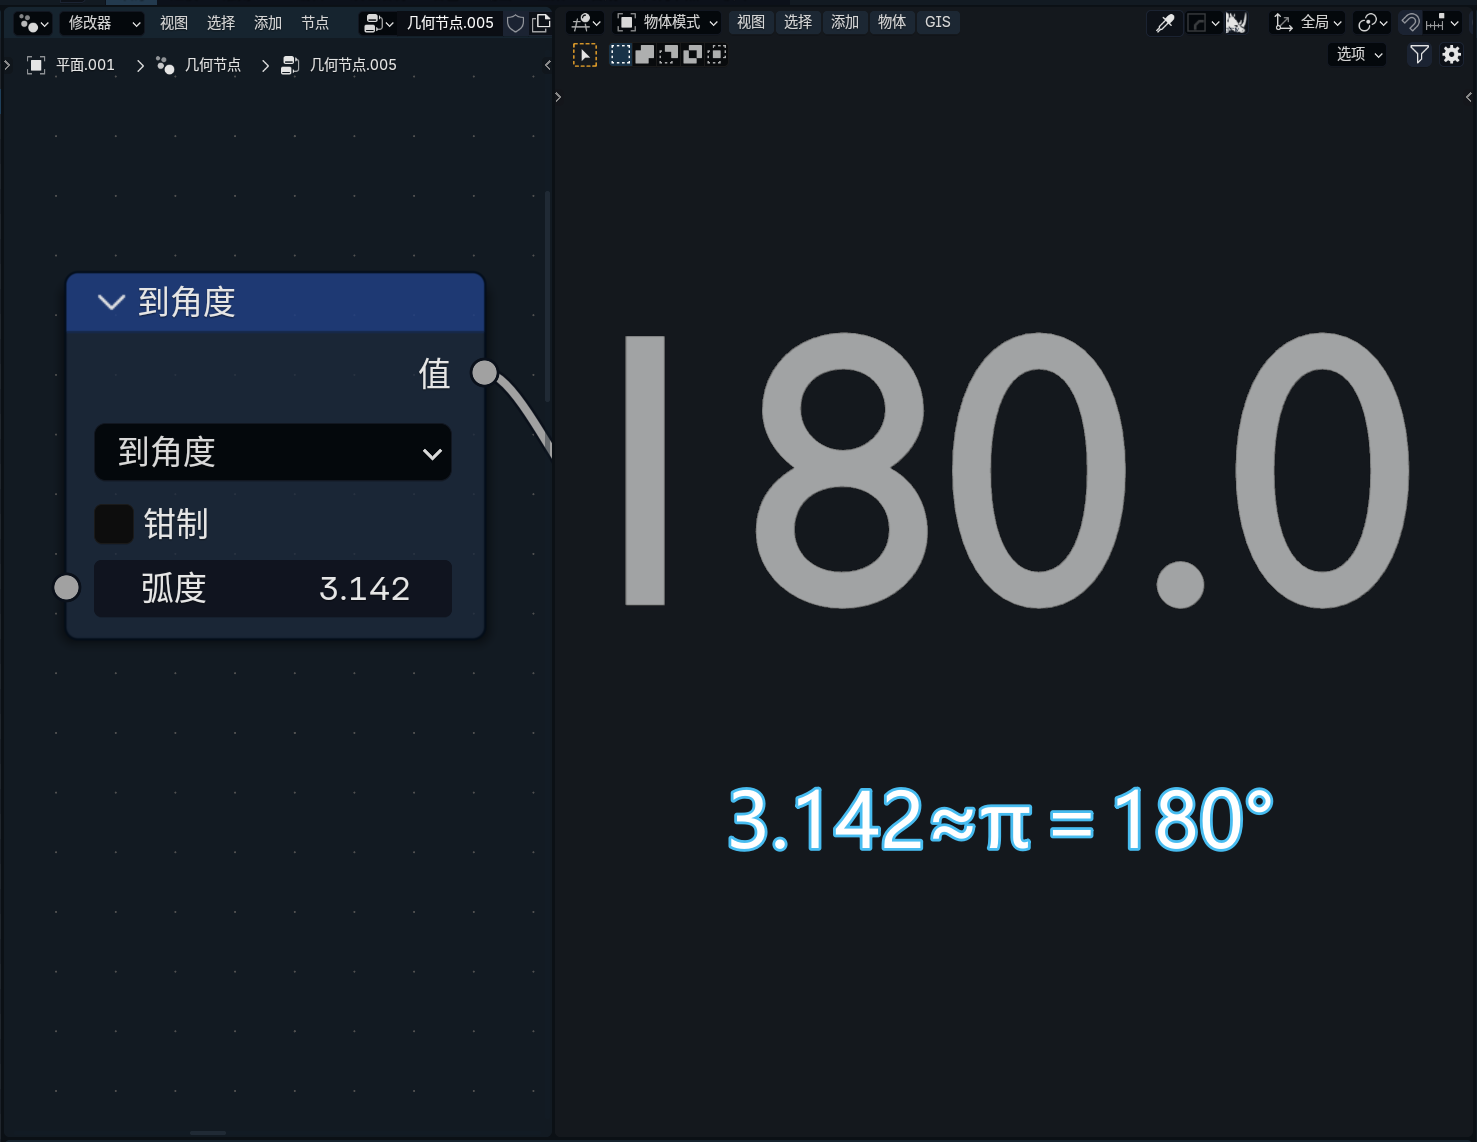 修改器 视图 选择 添加 节点 几何节点.005
平面.001 几何节点 几何节点.005
到角度
值
到角度
钳制
弧度 3.142
物体模式 视图 选择 添加 物体 GIS 全局
选项
180.0
3.142≈π = 180°